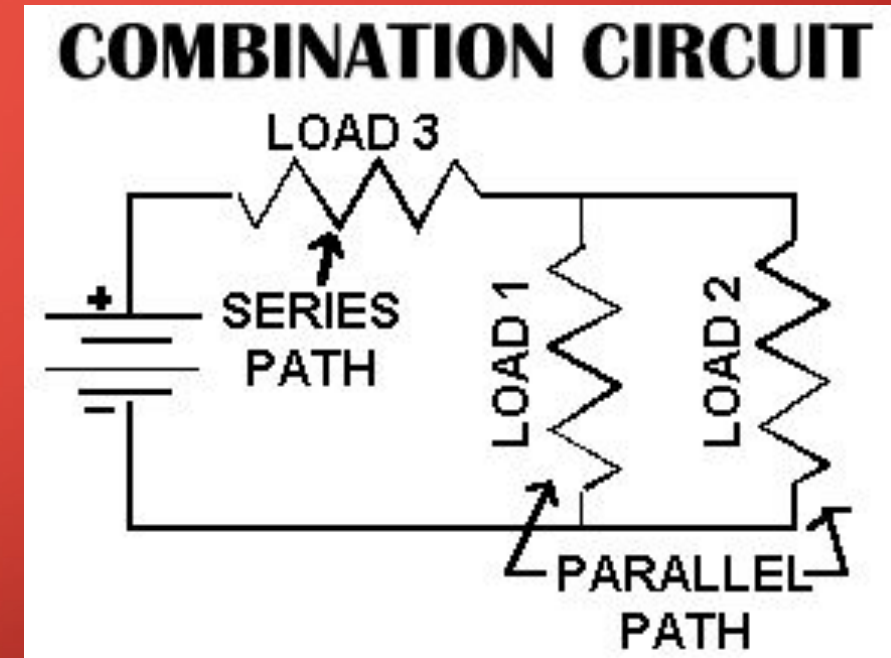 COMBINATION CIRCUIT
LOAD 3
+
SERIES
PATH
LOAD 1
LOAD 2
-
PARALLEL
PATH